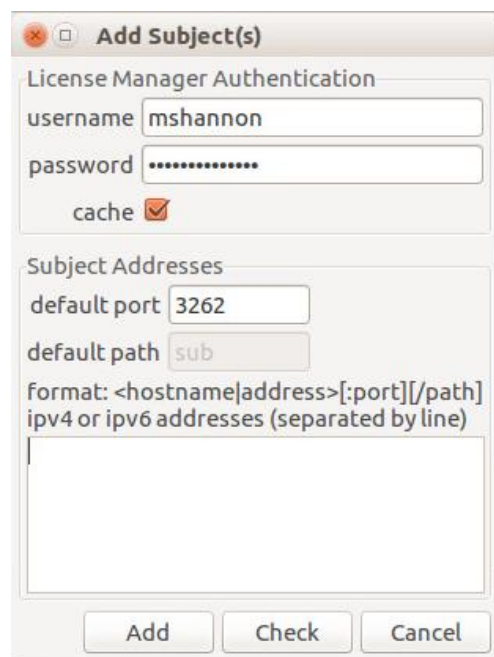 Add Subject(s)
License Manager Authentication
username mshannon
password ••••••••••••••
cache
Subject Addresses
default port 3262
default path sub
format: <hostname|address>[:port][/path]
ipv4 or ipv6 addresses (separated by line)
Add Check Cancel